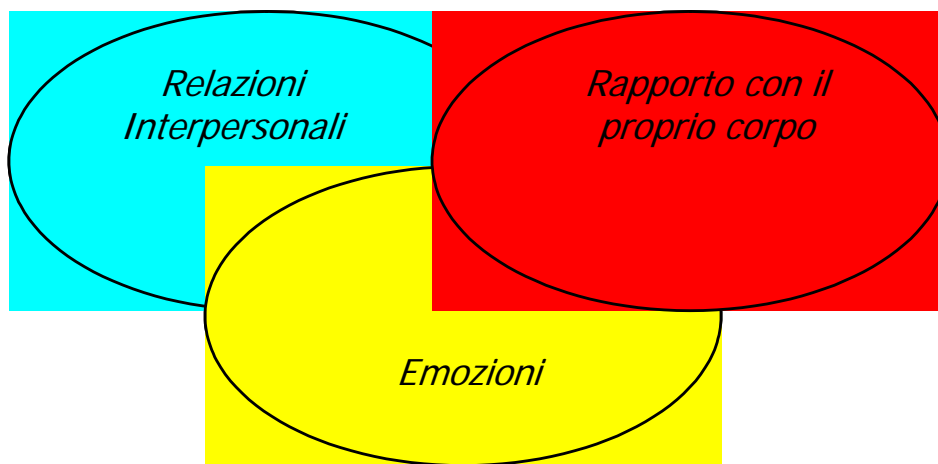 Relazioni
Interpersonali
Rapporto con il
proprio corpo
Emozioni